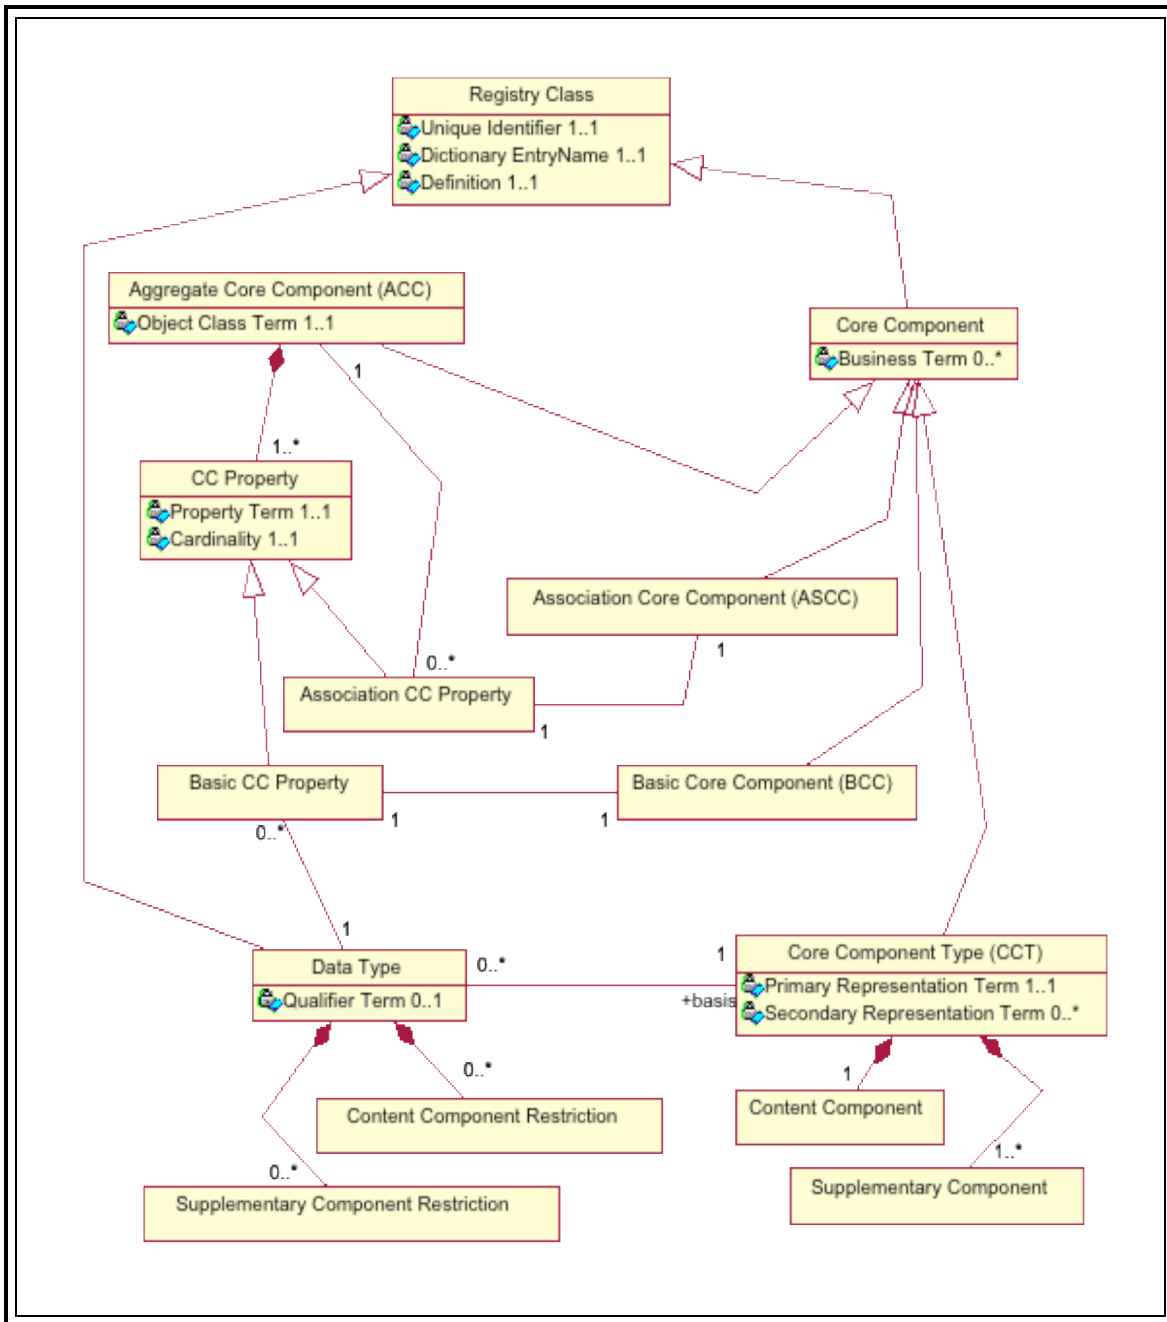 Registry Class
Unique Identifier 1..1
Dictionary EntryName 1..1
Definition 1..1
Aggregate Core Component (ACC)
Object Class Term 1..1
Core Component
Business Term 0..*
1
1..*
CC Property
Property Term 1..1
Cardinality 1..1
Association Core Component (ASCC)
1
0..*
Association CC Property
1
Basic CC Property
Basic Core Component (BCC)
1
1
0..*
1
Data Type
Qualifier Term 0..1
0..*
1
+basis
Core Component Type (CCT)
Primary Representation Term 1..1
Secondary Representation Term 0..*
0..*
Content Component Restriction
1
Content Component
0..*
Supplementary Component Restriction
1..*
Supplementary Component